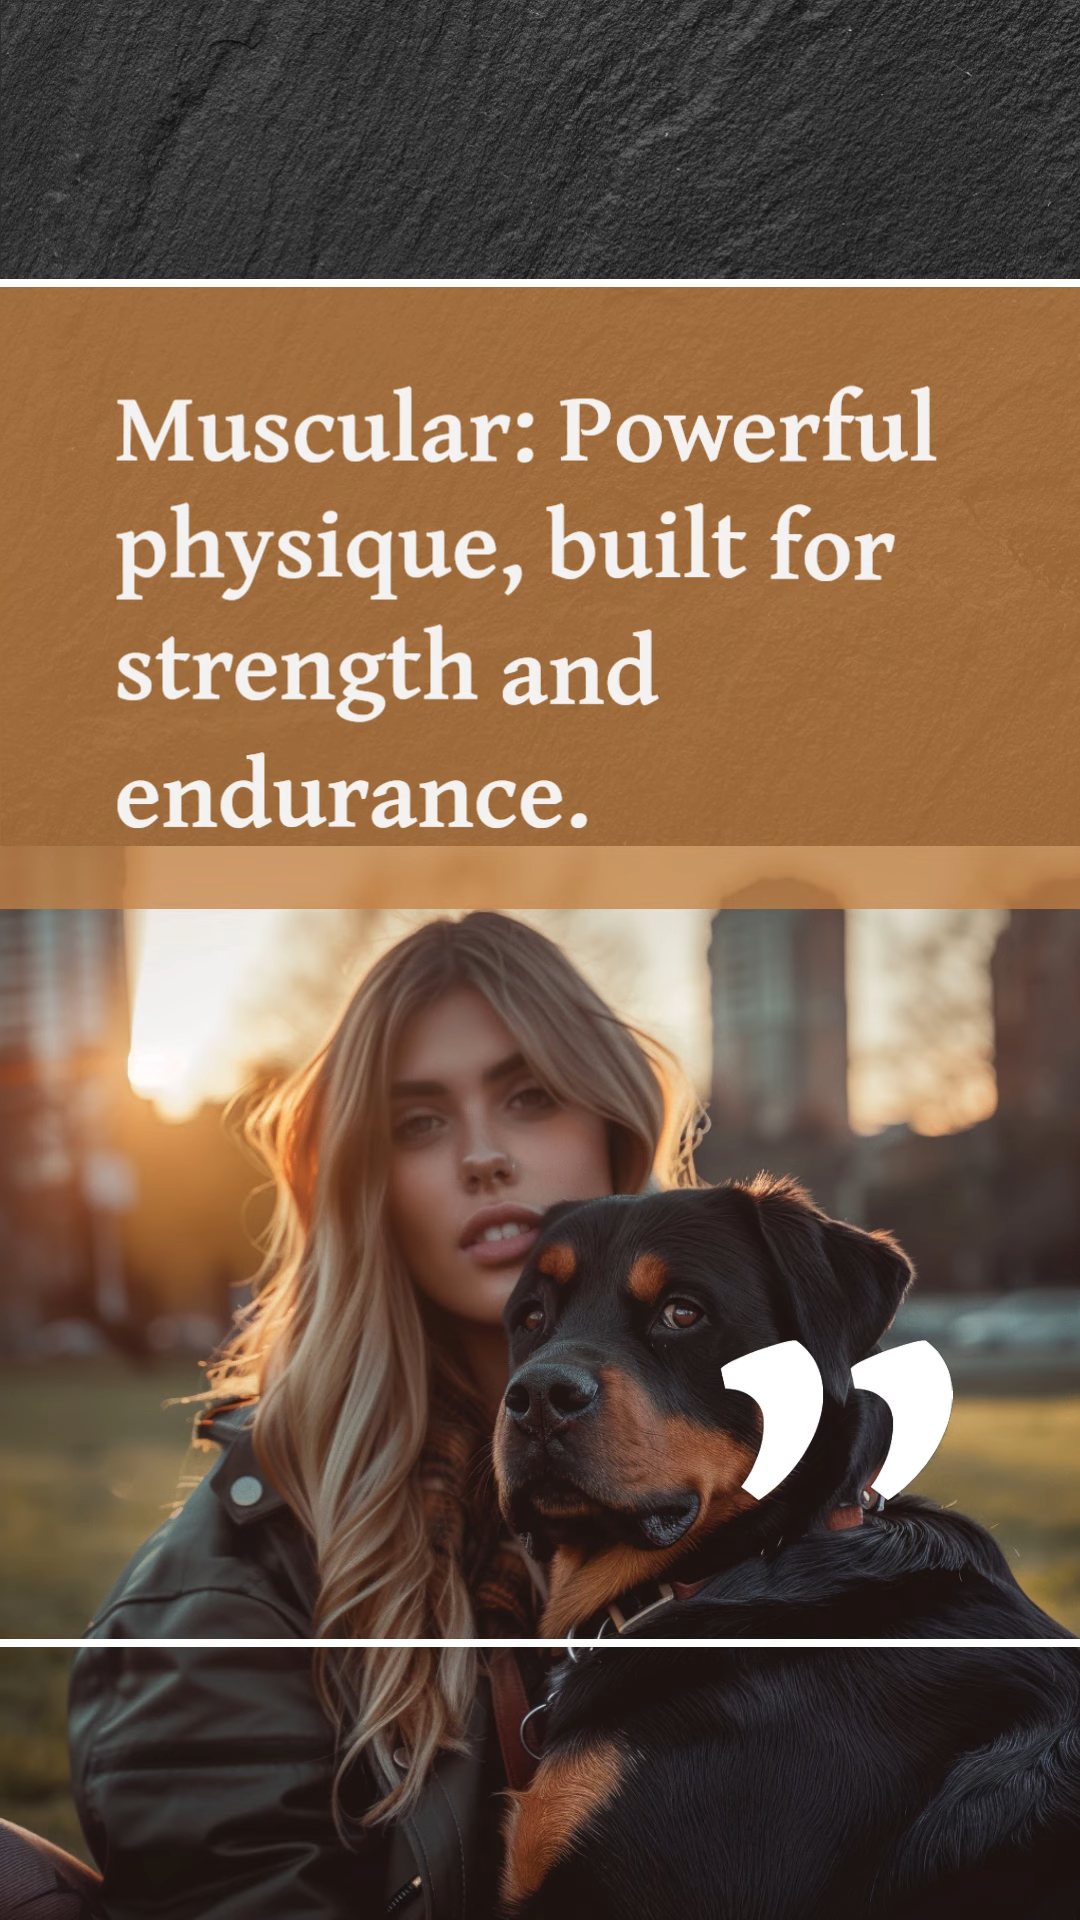 Muscular: Powerful
physique, built for
strength and
endurance.
”